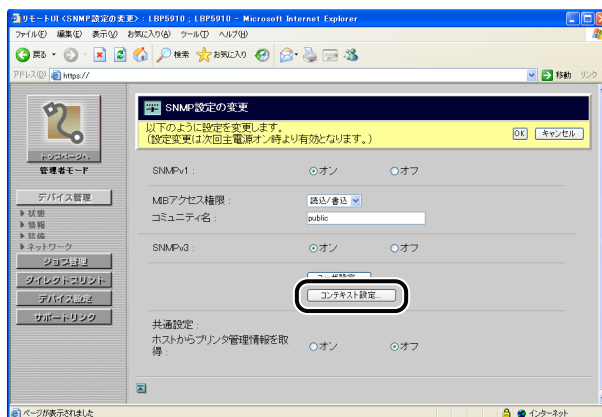 リモートUI<SNMP設定の変更> : LBP5910 ; LBP5910 - Microsoft Internet Explorer
ファイル(F) 編集(E) 表示(V) お気に入り(A) ツール(T) ヘルプ(H)
戻る 検索 お気に入り
アドレス(D) https:// 移動 リンク
SNMP設定の変更
以下のように設定を変更します。
(設定変更は次回主電源オン時より有効となります。)
OK キャンセル
トップページへ
管理者モード
デバイス管理
状態
情報
装備
ネットワーク
ジョブ管理
ダイレクトプリント
デバイス設定
サポートリンク
SNMPv1 : オン オフ
MIBアクセス権限 : 読込/書込
コミュニティ名 : public
SNMPv3 : オン オフ
ユーザ設定...
コンテキスト設定...
共通設定 :
ホストからプリンタ管理情報を取
得 : オン オフ
ページが表示されました インターネット